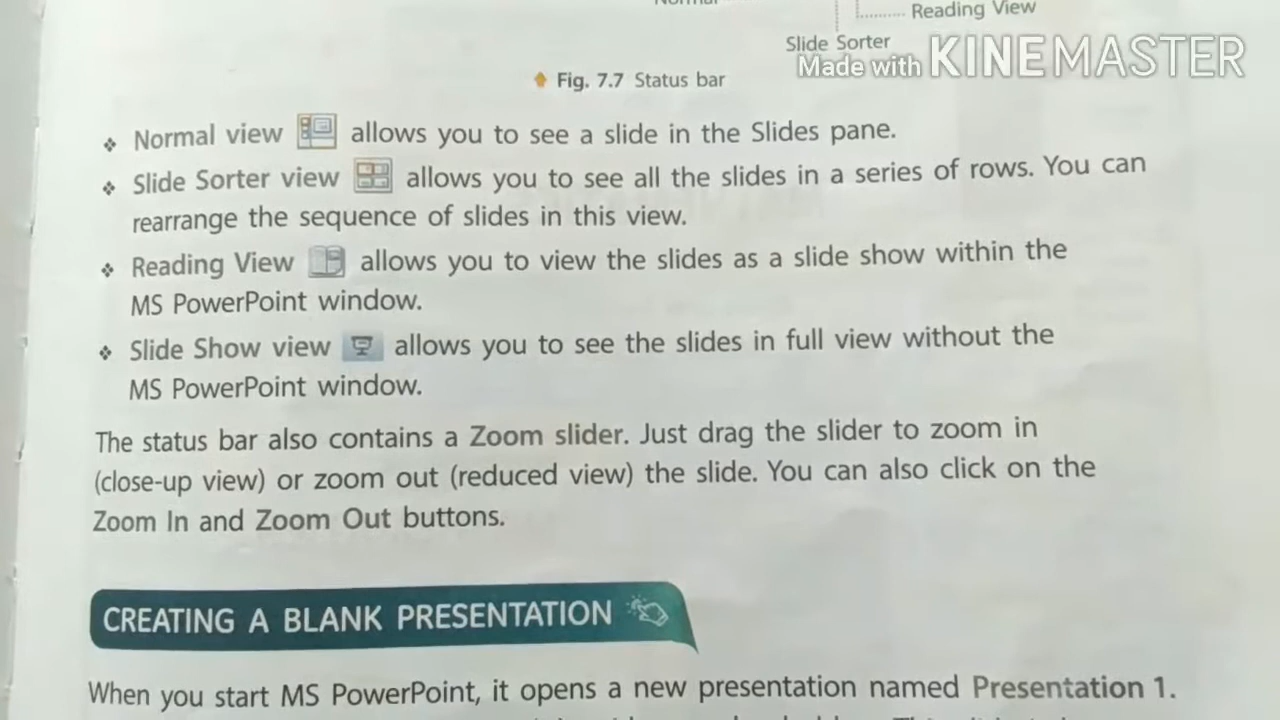 Reading View
Slide Sorter
Made with KINEMASTER
Fig. 7.7 Status bar
❖ Normal view allows you to see a slide in the Slides pane.
❖ Slide Sorter view allows you to see all the slides in a series of rows. You can
rearrange the sequence of slides in this view.
❖ Reading View allows you to view the slides as a slide show within the
MS PowerPoint window.
❖ Slide Show view allows you to see the slides in full view without the
MS PowerPoint window.
The status bar also contains a Zoom slider. Just drag the slider to zoom in
(close-up view) or zoom out (reduced view) the slide. You can also click on the
Zoom In and Zoom Out buttons.
CREATING A BLANK PRESENTATION
When you start MS PowerPoint, it opens a new presentation named Presentation 1.